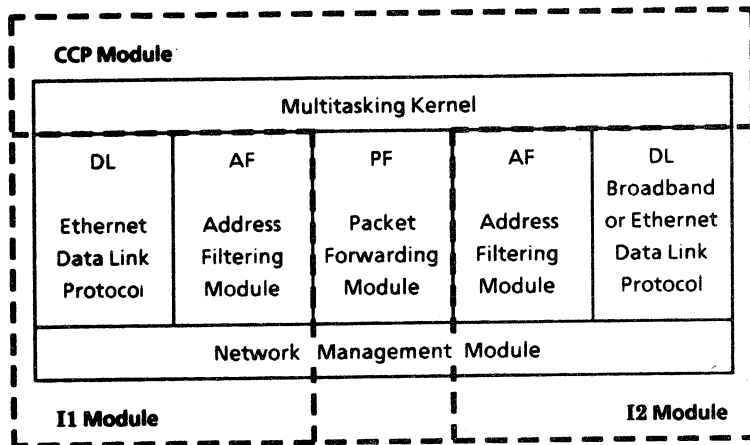 CCP Module
Multitasking Kernel
DL
Ethernet
Data Link
Protocol
AF
Address
Filtering
Module
PF
Packet
Forwarding
Module
AF
Address
Filtering
Module
DL
Broadband
or Ethernet
Data Link
Protocol
Network Management Module
I1 Module
I2 Module